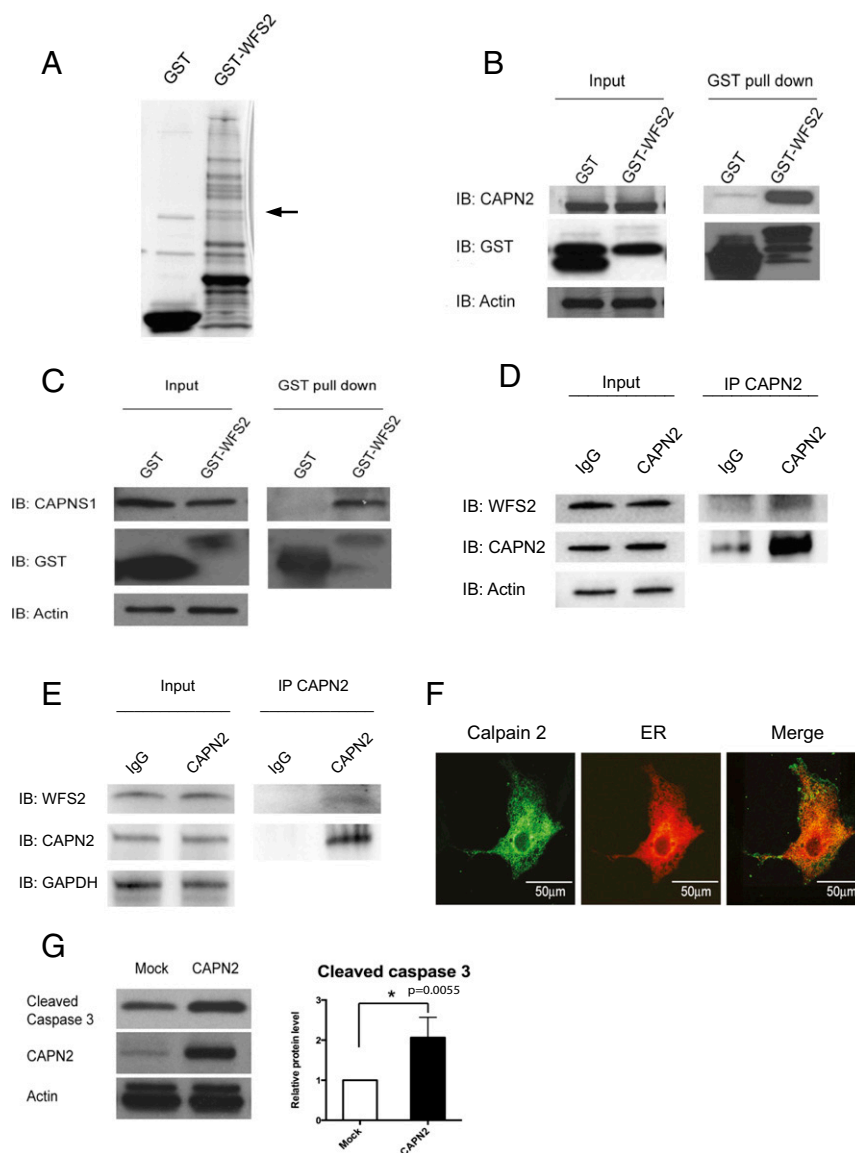 A
GST
GST-WFS2
B
Input
GST pull down
GST
GST-WFS2
GST
GST-WFS2
IB: CAPN2
IB: GST
IB: Actin
C
Input
GST pull down
GST
GST-WFS2
GST
GST-WFS2
IB: CAPNS1
IB: GST
IB: Actin
D
Input
IP CAPN2
IgG
CAPN2
IgG
CAPN2
IB: WFS2
IB: CAPN2
IB: Actin
E
Input
IP CAPN2
IgG
CAPN2
IgG
CAPN2
IB: WFS2
IB: CAPN2
IB: GAPDH
F
Calpain 2
ER
Merge
50μm
50μm
50μm
G
Mock
CAPN2
Cleaved
Caspase 3
CAPN2
Actin
Cleaved caspase 3
p=0.0055
*
Relative protein level
3
2
1
0
Mock
CAPN2